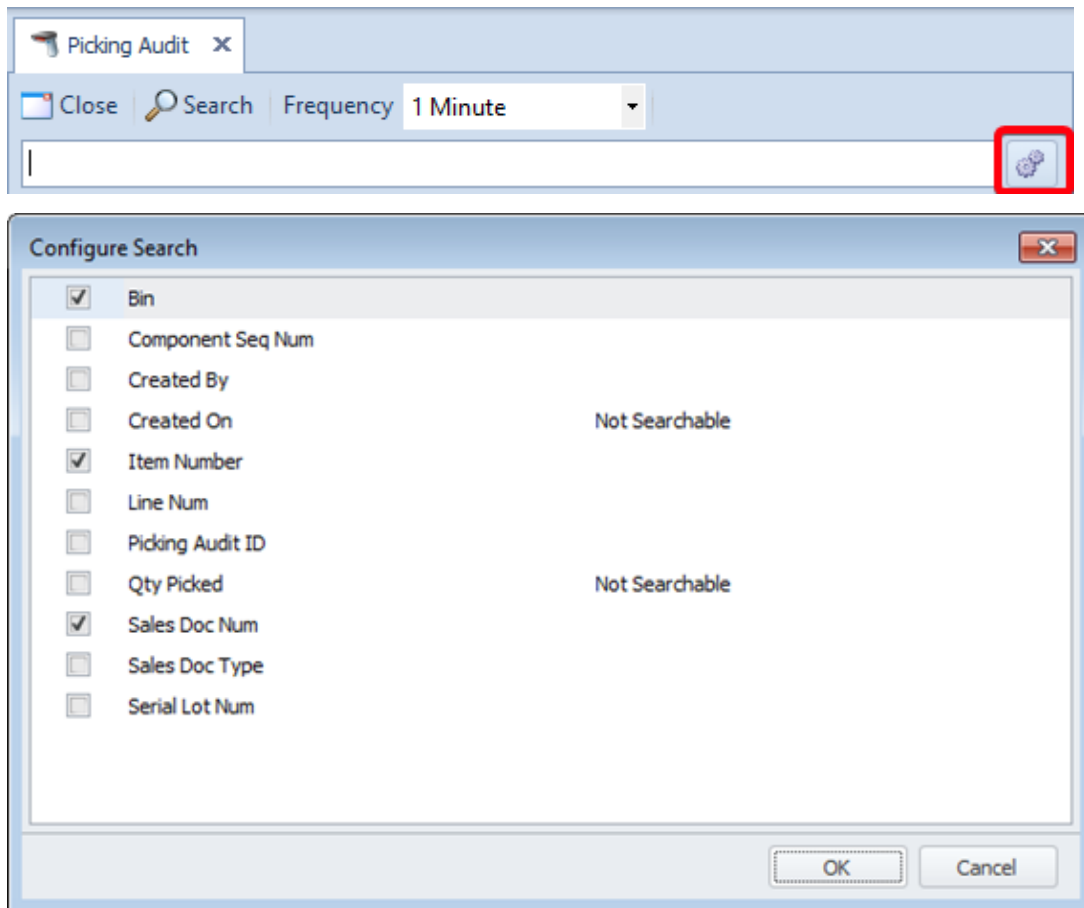 Picking Audit
Close Search Frequency 1 Minute
Configure Search
Bin
Component Seq Num
Created By
Created On Not Searchable
Item Number
Line Num
Picking Audit ID
Qty Picked Not Searchable
Sales Doc Num
Sales Doc Type
Serial Lot Num
OK Cancel